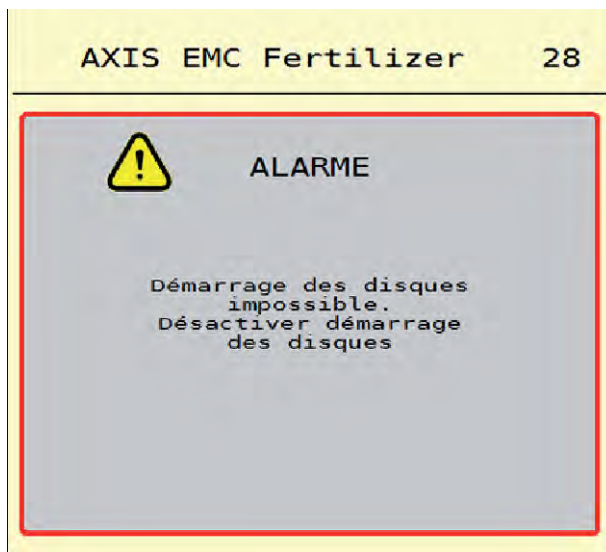 AXIS EMC Fertilizer 28
ALARME
Démarrage des disques
impossible.
Désactiver démarrage
des disques